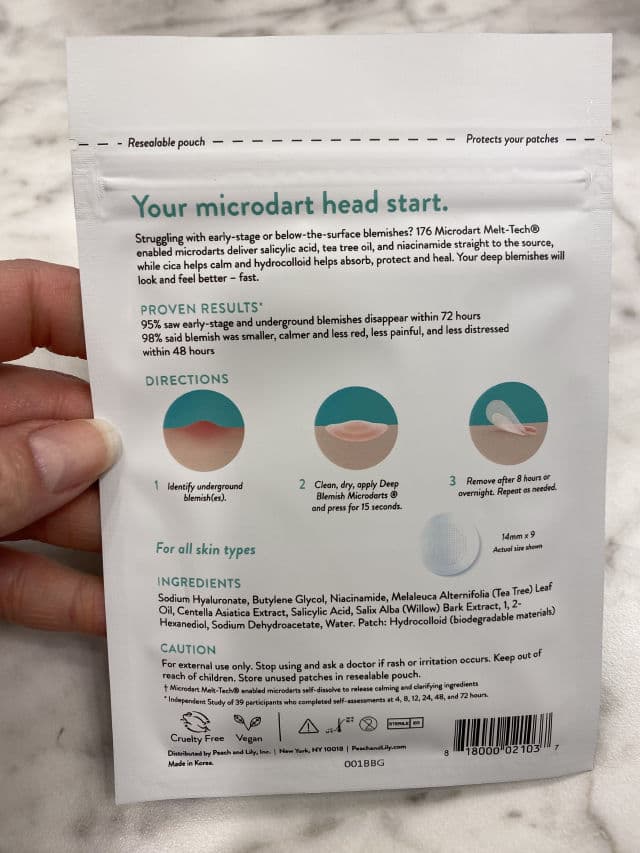 Resealable pouch
Protects your patches
Your microdart head start.
Struggling with early-stage or below-the-surface blemishes? 176 Microdart Melt-Tech®
enabled microdarts deliver salicylic acid, tea tree oil, and niacinamide straight to the source,
while cica helps calm and hydrocolloid helps absorb, protect and heal. Your deep blemishes will
look and feel better – fast.
PROVEN RESULTS*
95% saw early-stage and underground blemishes disappear within 72 hours
98% said blemish was smaller, calmer and less red, less painful, and less distressed
within 48 hours
DIRECTIONS
1 Identify underground
blemish(es).
2 Clean, dry, apply Deep
Blemish Microdarts ®
and press for 15 seconds.
3 Remove after 8 hours or
overnight. Repeat as needed.
14mm x 9
Actual size shown
For all skin types
INGREDIENTS
Sodium Hyaluronate, Butylene Glycol, Niacinamide, Melaleuca Alternifolia (Tea Tree) Leaf
Oil, Centella Asiatica Extract, Salicylic Acid, Salix Alba (Willow) Bark Extract, 1, 2-
Hexanediol, Sodium Dehydroacetate, Water. Patch: Hydrocolloid (biodegradable materials)
CAUTION
For external use only. Stop using and ask a doctor if rash or irritation occurs. Keep out of
reach of children. Store unused patches in resealable pouch.
† Microdart Melt-Tech® enabled microdarts self-dissolve to release calming and clarifying ingredients
* Independent Study of 39 participants who completed self-assessments at 4, 8, 12, 24, 48, and 72 hours.
Cruelty Free Vegan
STERILE
Distributed by Peach and Lily, Inc. | New York, NY 10018 | PeachandLily.com
Made in Korea.
001BBG
8 18000 02103 7